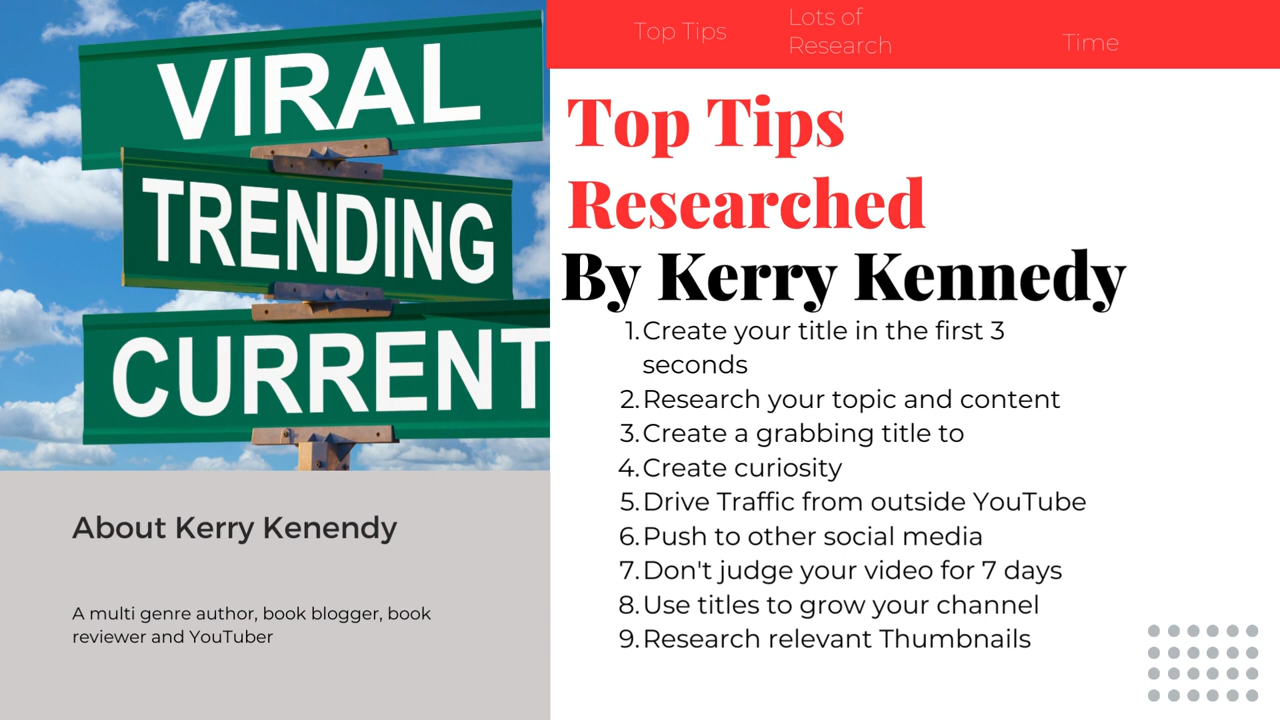 VIRAL
TRENDING
CURRENT
About Kerry Kenendy
A multi genre author, book blogger, book
reviewer and YouTuber
Top Tips
Lots of
Research
Time
Top Tips
Researched
By Kerry Kennedy
1. Create your title in the first 3
seconds
2. Research your topic and content
3. Create a grabbing title to
4. Create curiosity
5. Drive Traffic from outside YouTube
6. Push to other social media
7. Don't judge your video for 7 days
8. Use titles to grow your channel
9. Research relevant Thumbnails